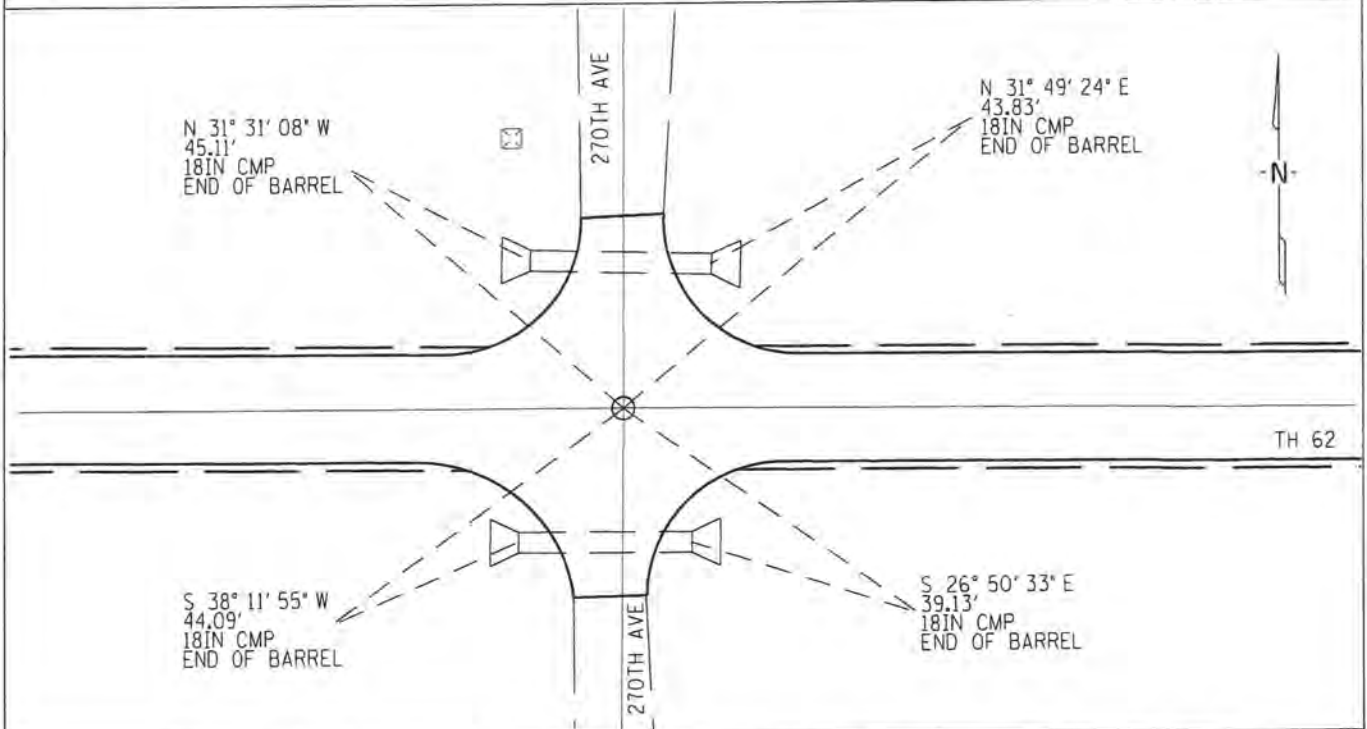 270TH AVE
N 31° 31' 08" W
45.11'
18IN CMP
END OF BARREL
N 31° 49' 24" E
43.83'
18IN CMP
END OF BARREL
-N-
TH 62
S 38° 11' 55" W
44.09'
18IN CMP
END OF BARREL
S 26° 50' 33" E
39.13'
18IN CMP
END OF BARREL
270TH AVE